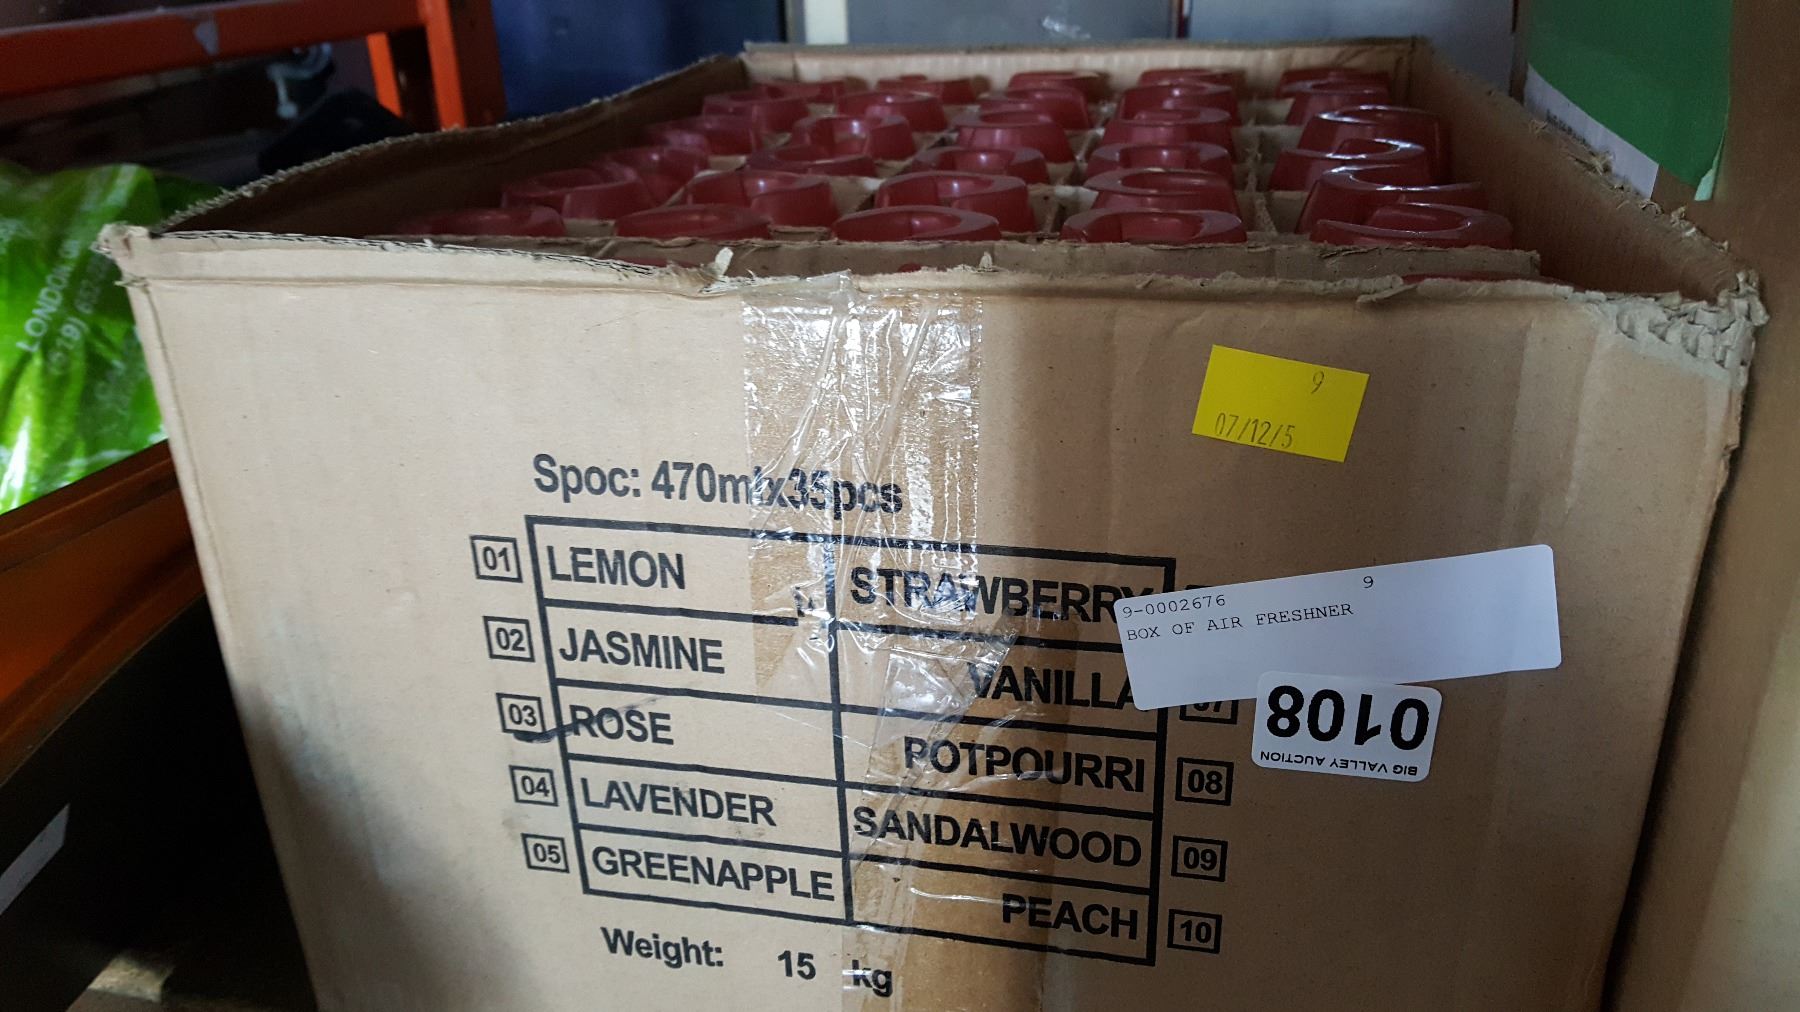 LONDON
9
07/12/5
Spoc: 470mlx35pcs
01 LEMON STRAWBERRY
02 JASMINE VANILLA 07
03 ROSE POTPOURRI 08
04 LAVENDER SANDALWOOD 09
05 GREENAPPLE PEACH 10
Weight: 15 kg
9
9-0002676
BOX OF AIR FRESHNER
0108
BIG VALLEY AUCTION